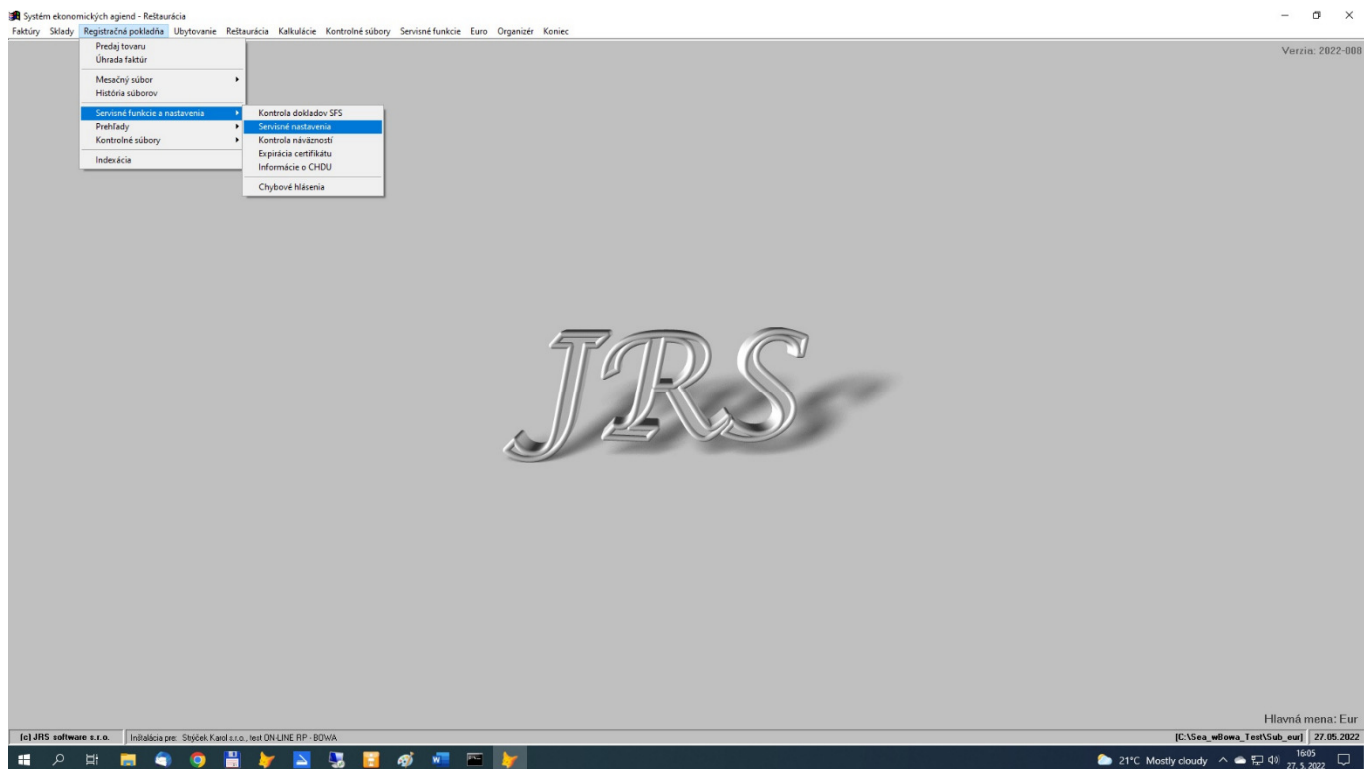 Systém ekonomických agiend - Reštaurácia
Faktúry Sklady Registračná pokladňa Ubytovanie Reštaurácia Kalkulácie Kontrolné súbory Servisné funkcie Euro Organizér Koniec
Verzia: 2022-008
Predaj tovaru
Úhrada faktúr
Mesačný súbor
História súborov
Servisné funkcie a nastavenia
Prehľady
Kontrolné súbory
Indexácia
Kontrola dokladov SFS
Servisné nastavenia
Kontrola náväzností
Expirácia certifikátu
Informácie o CHDU
Chybové hlásenia
JRS
Hlavná mena: Eur
(c) JRS software s.r.o. Inštalácia pre: Strýček Karol s.r.o., test ON-LINE RP - BOWA [C:\Sea_wBowa_Test\Sub_eur] 27.05.2022
21°C Mostly cloudy 16:05
27. 5. 2022